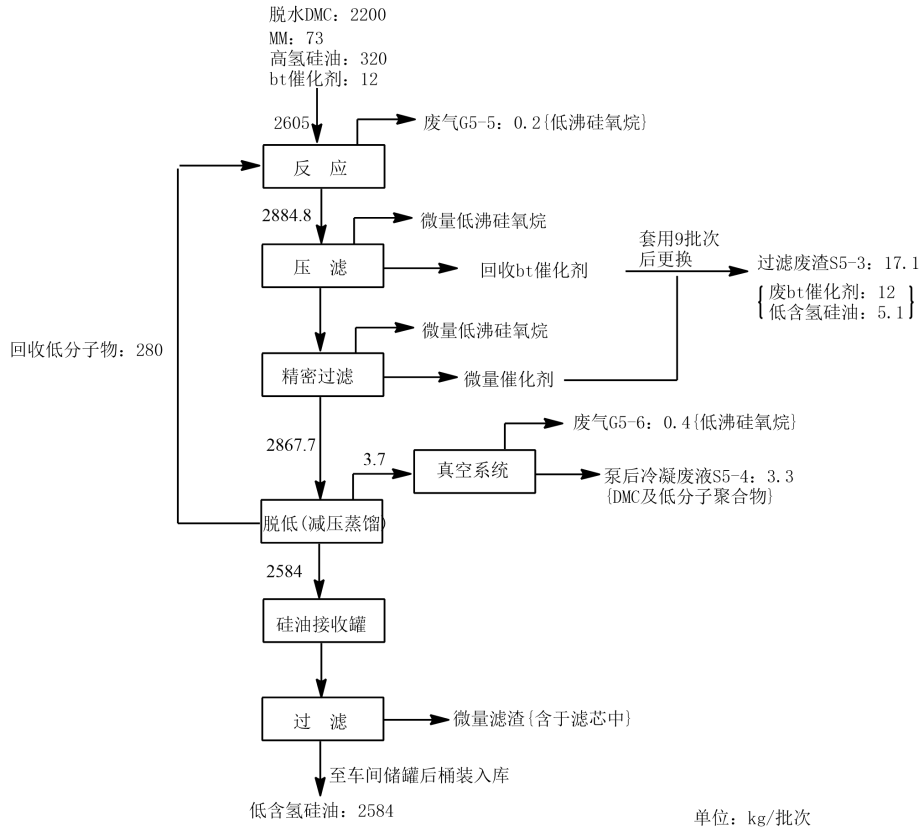 脱水DMC：2200
MM：73
高氢硅油：320
bt催化剂：12
2605
废气G5-5：0.2{低沸硅氧烷}
反 应
2884.8
微量低沸硅氧烷
压 滤
回收bt催化剂
套用9批次
后更换
过滤废渣S5-3：17.1
{废bt催化剂：12
低含氢硅油：5.1}
微量低沸硅氧烷
回收低分子物：280
精密过滤
微量催化剂
2867.7
废气G5-6：0.4{低沸硅氧烷}
3.7
真空系统
泵后冷凝废液S5-4：3.3
{DMC及低分子聚合物}
脱低(减压蒸馏)
2584
硅油接收罐
过 滤
微量滤渣{含于滤芯中}
至车间储罐后桶装入库
低含氢硅油：2584
单位：kg/批次